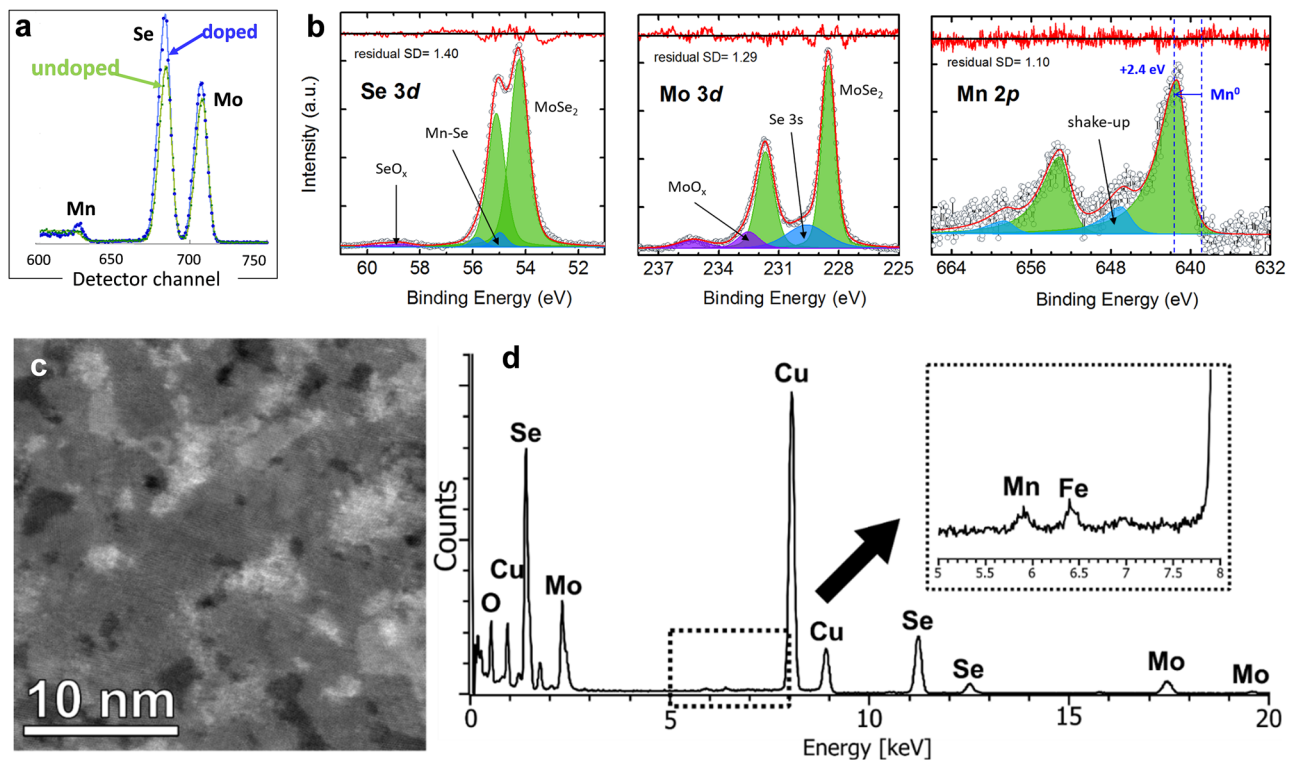 a
Se
doped
undoped
Mo
Mn
600
650
700
750
Detector channel
b
Intensity (a.u.)
residual SD= 1.40
Se 3d
MoSe2
Mn-Se
SeOx
60
58
56
54
52
Binding Energy (eV)
residual SD= 1.29
Mo 3d
MoSe2
Se 3s
MoOx
237
234
231
228
225
Binding Energy (eV)
residual SD= 1.10
+2.4 eV
Mn 2p
Mn0
shake-up
664
656
648
640
632
Binding Energy (eV)
c
10 nm
d
Counts
Cu
Se
Cu
O
Mo
Cu
Se
Se
Mo
Mo
0
5
10
15
20
Energy [keV]
Mn
Fe
5
5.5
6
6.5
7
7.5
8